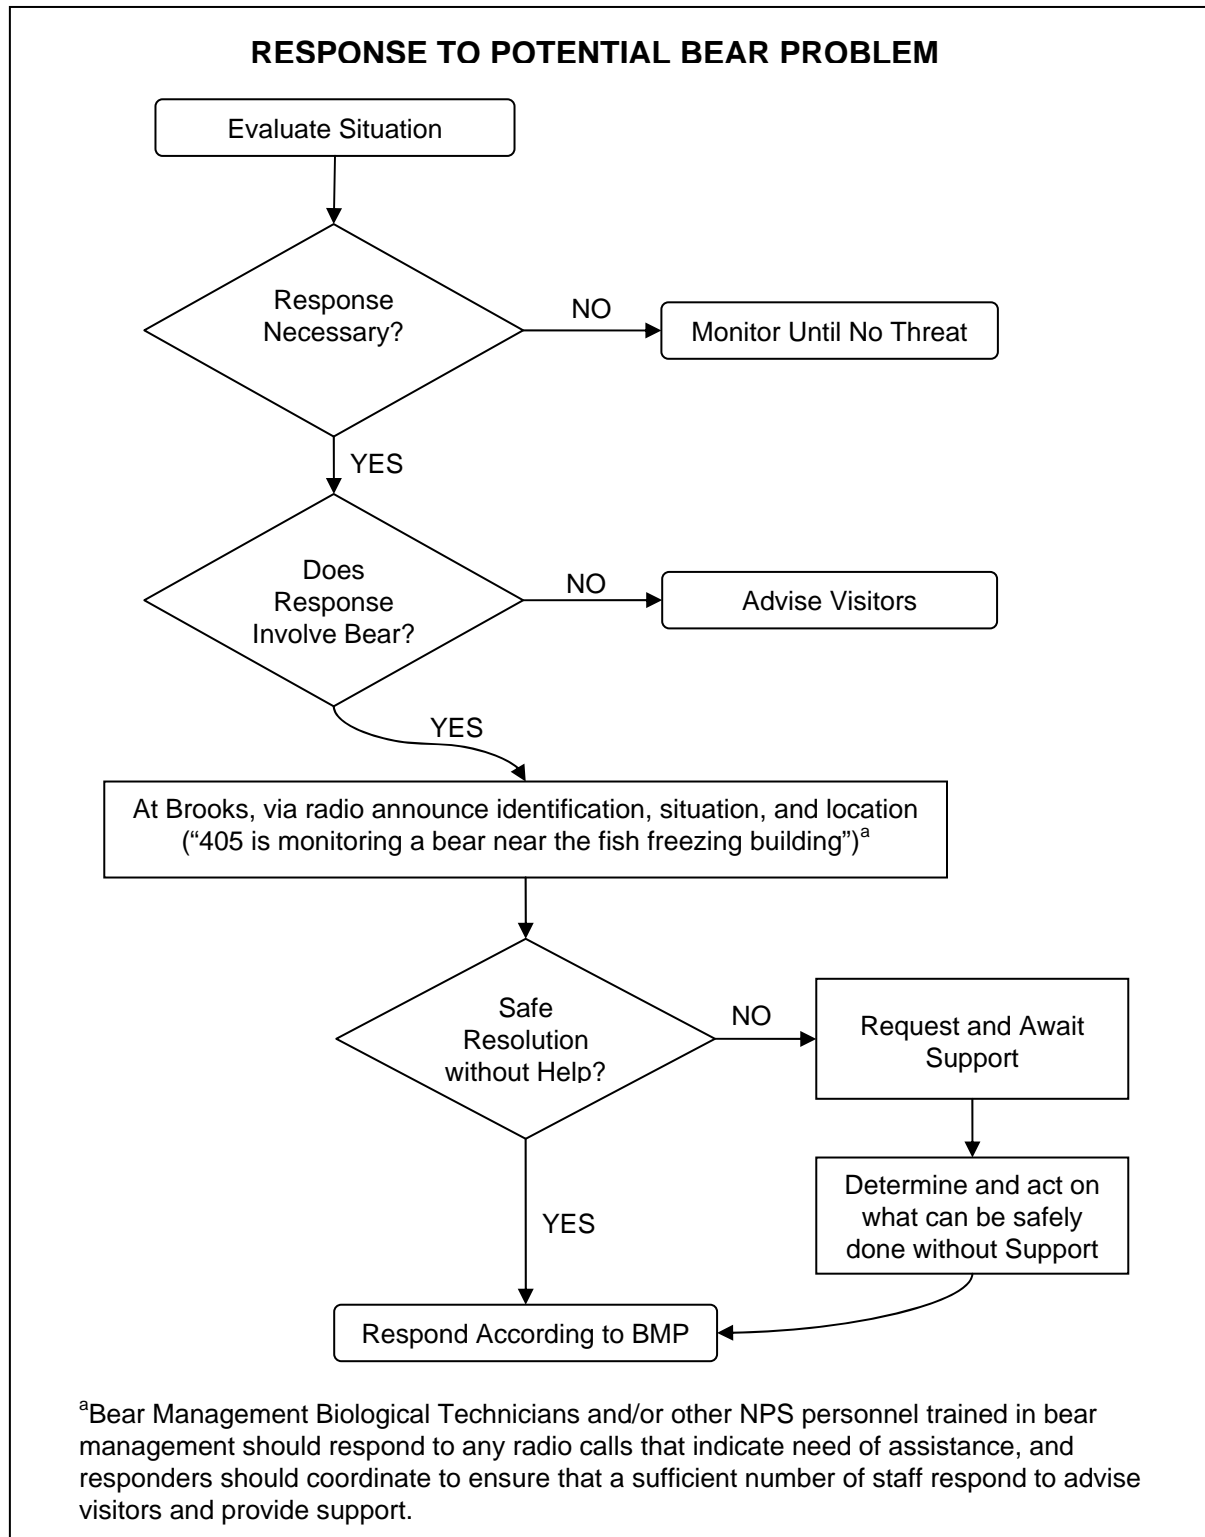 RESPONSE TO POTENTIAL BEAR PROBLEM
Evaluate Situation
Response
Necessary?
NO
Monitor Until No Threat
YES
Does
Response
Involve Bear?
NO
Advise Visitors
YES
At Brooks, via radio announce identification, situation, and location
(“405 is monitoring a bear near the fish freezing building”)a
Safe
Resolution
without Help?
NO
Request and Await
Support
YES
Determine and act on
what can be safely
done without Support
Respond According to BMP
aBear Management Biological Technicians and/or other NPS personnel trained in bear
management should respond to any radio calls that indicate need of assistance, and
responders should coordinate to ensure that a sufficient number of staff respond to advise
visitors and provide support.